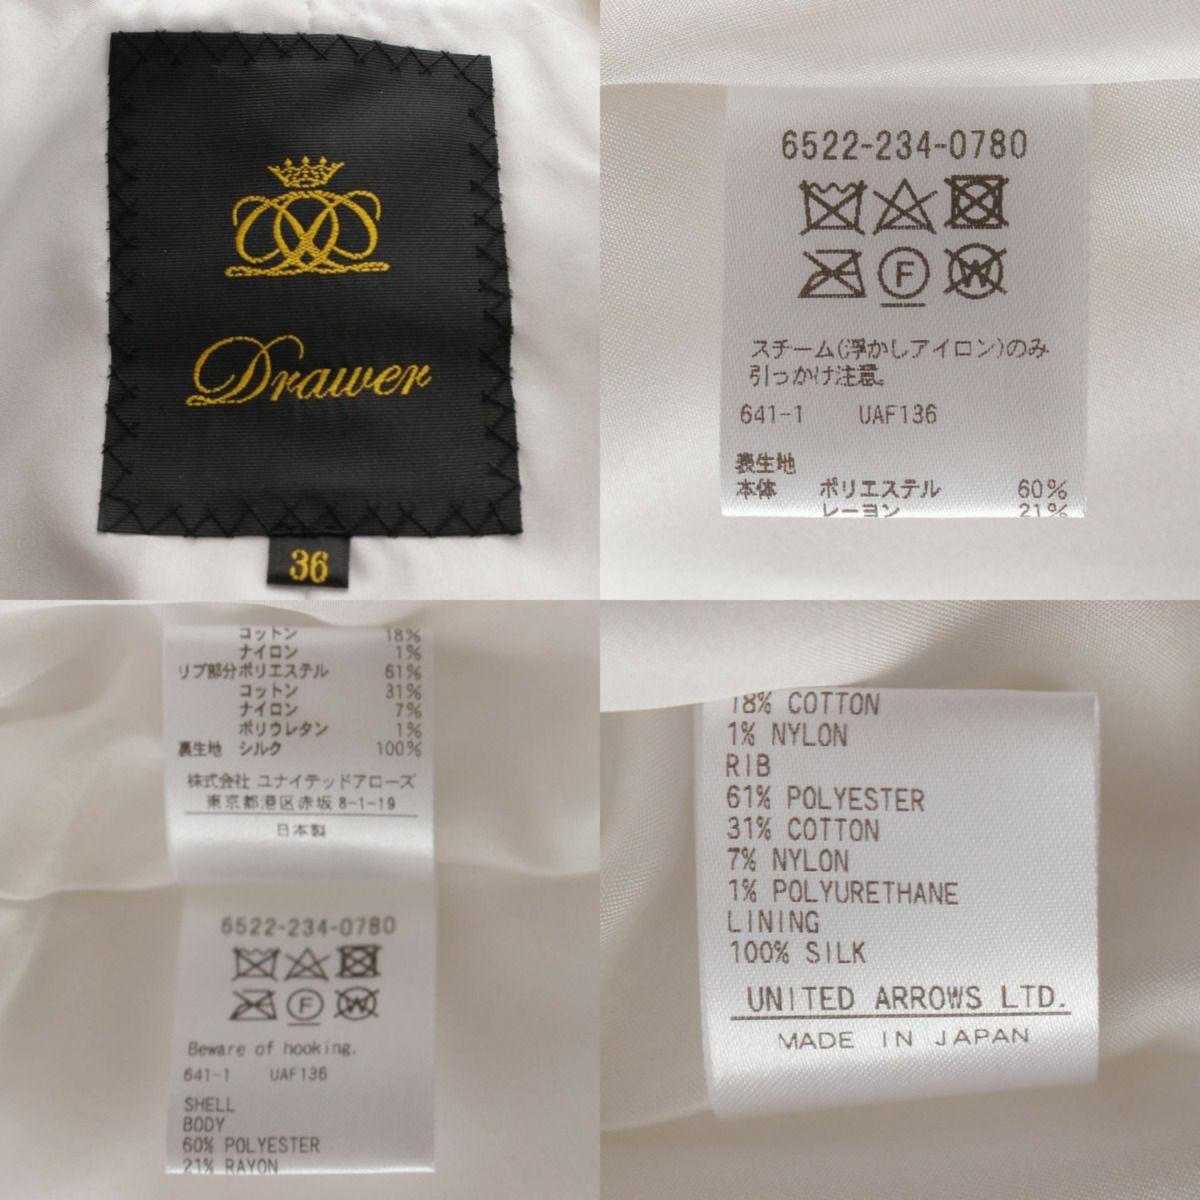 Drawer
36
6522-234-0780
F
W
スチーム(浮かしアイロン)のみ
引っかけ注意。
641-1 UAF136
表生地
本体 ポリエステル 60%
レーヨン 21%
コットン 18%
ナイロン 1%
リブ部分 ポリエステル 61%
コットン 31%
ナイロン 7%
ポリウレタン 1%
裏生地 シルク 100%
株式会社 ユナイテッドアローズ
東京都港区赤坂8-1-19
日本製
6522-234-0780
F
W
Beware of hooking.
641-1 UAF136
SHELL
BODY
60% POLYESTER
21% RAYON
18% COTTON
1% NYLON
RIB
61% POLYESTER
31% COTTON
7% NYLON
1% POLYURETHANE
LINING
100% SILK
UNITED ARROWS LTD.
MADE IN JAPAN